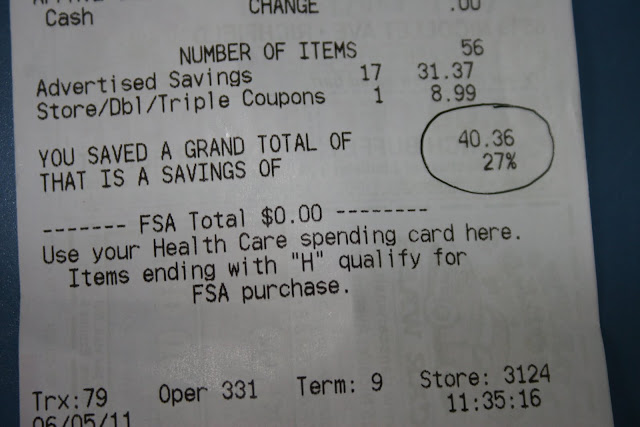 Cash CHANGE .00
NUMBER OF ITEMS 56
Advertised Savings 17 31.37
Store/Dbl/Triple Coupons 1 8.99
YOU SAVED A GRAND TOTAL OF 40.36
THAT IS A SAVINGS OF 27%
------- FSA Total $0.00 --------
Use your Health Care spending card here.
Items ending with "H" qualify for
FSA purchase.
Trx:79 Oper 331 Term: 9 Store: 3124
06/05/11 11:35:16